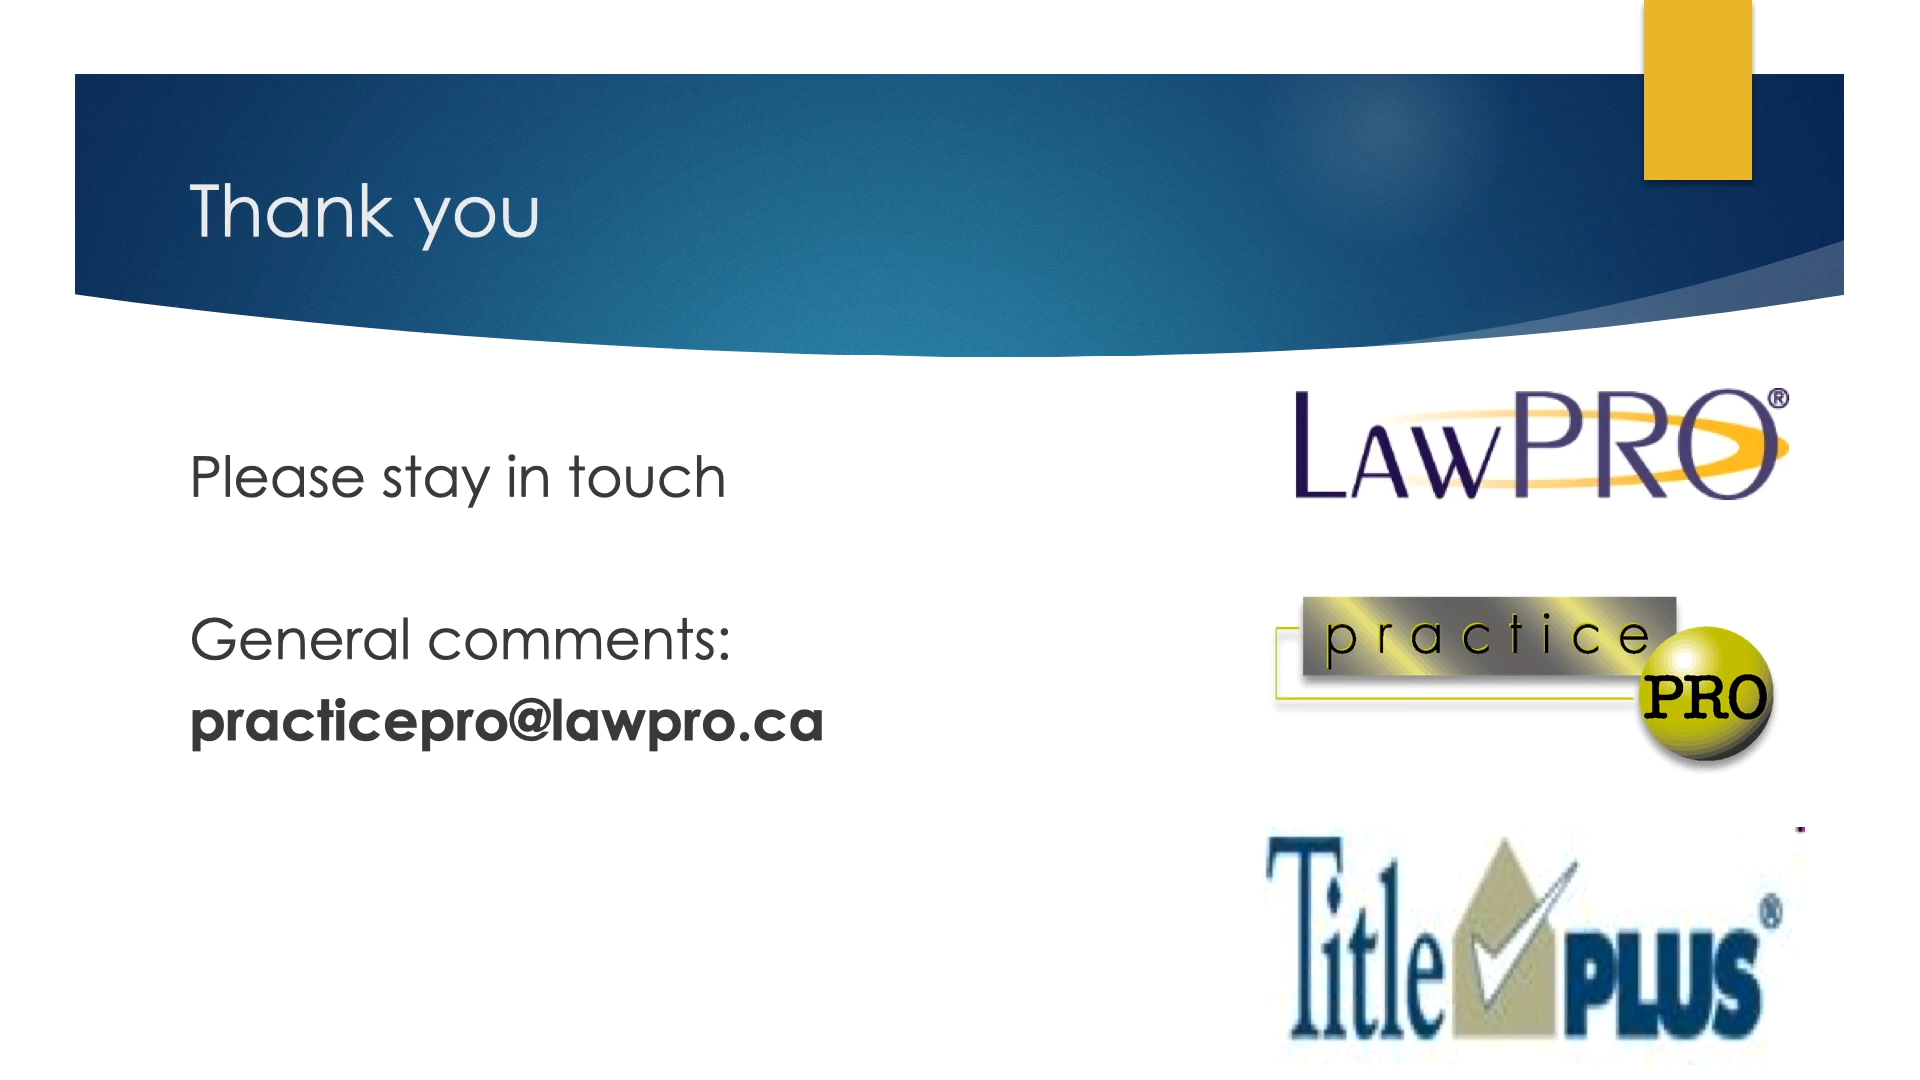 Thank you
Please stay in touch
General comments:
practicepro@lawpro.ca
LAWPRO®
practice
PRO
Title PLUS®